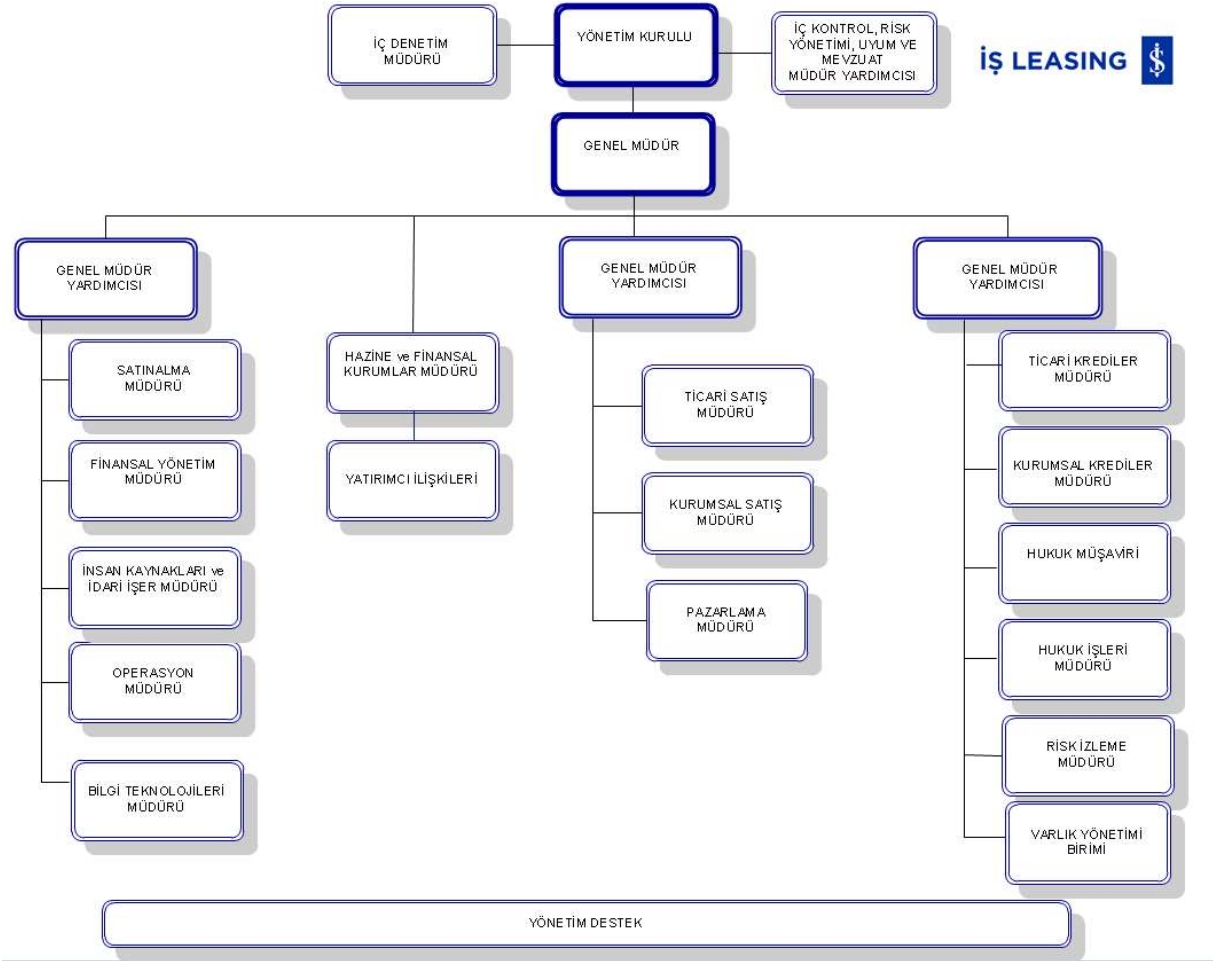 İÇ DENETİM
MÜDÜRÜ
YÖNETİM KURULU
İÇ KONTROL, RİSK
YÖNETİMİ, UYUM VE
MEVZUAT
MÜDÜR YARDIMCISI
İŞ LEASING
GENEL MÜDÜR
GENEL MÜDÜR
YARDIMCISI
SATINALMA
MÜDÜRÜ
FİNANSAL YÖNETİM
MÜDÜRÜ
İNSAN KAYNAKLARI ve
İDARİ İŞER MÜDÜRÜ
OPERASYON
MÜDÜRÜ
BİLGİ TEKNOLOJİLERİ
MÜDÜRÜ
HAZİNE ve FİNANSAL
KURUMLAR MÜDÜRÜ
YATIRIMCI İLİŞKİLERİ
GENEL MÜDÜR
YARDIMCISI
TİCARİ SATIŞ
MÜDÜRÜ
KURUMSAL SATIŞ
MÜDÜRÜ
PAZARLAMA
MÜDÜRÜ
GENEL MÜDÜR
YARDIMCISI
TİCARİ KREDİLER
MÜDÜRÜ
KURUMSAL KREDİLER
MÜDÜRÜ
HUKUK MÜŞAVİRİ
HUKUK İŞLERİ
MÜDÜRÜ
RİSK İZLEME
MÜDÜRÜ
VARLIK YÖNETİMİ
BİRİMİ
YÖNETİM DESTEK